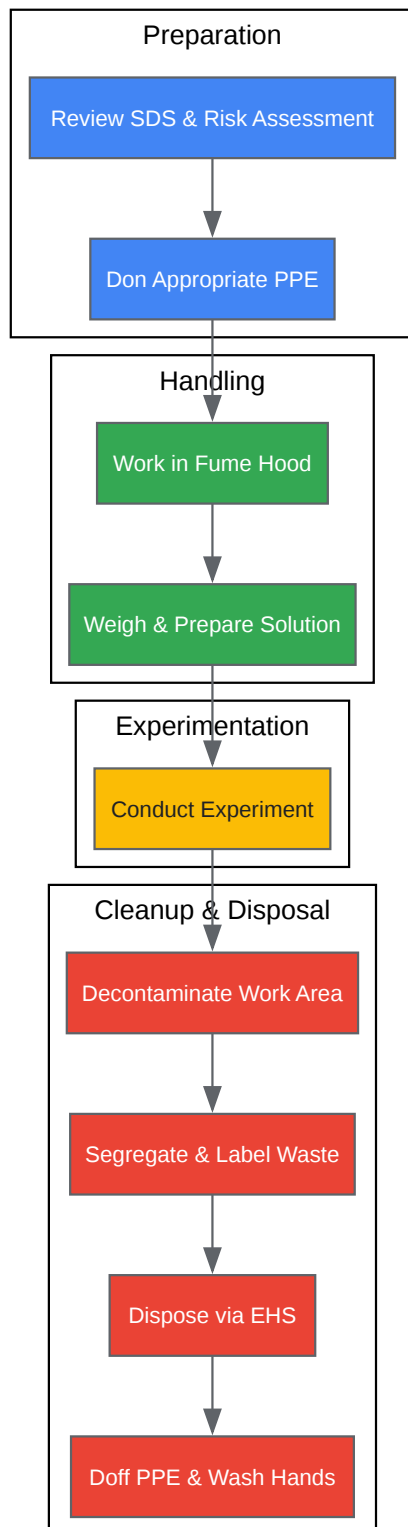 Preparation
Review SDS & Risk Assessment
Don Appropriate PPE
Handling
Work in Fume Hood
Weigh & Prepare Solution
Experimentation
Conduct Experiment
Cleanup & Disposal
Decontaminate Work Area
Segregate & Label Waste
Dispose via EHS
Doff PPE & Wash Hands